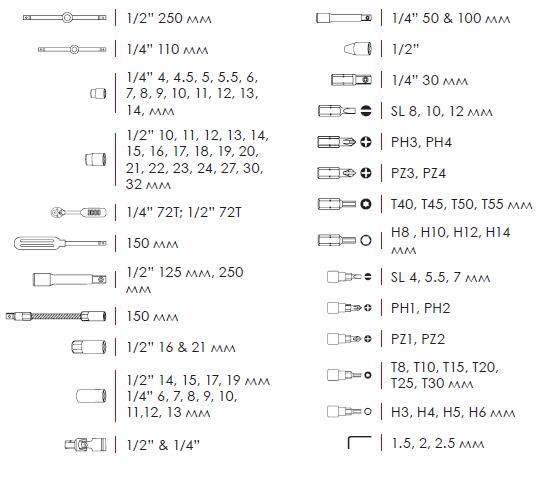 1/2” 250 мм
1/4” 110 мм
1/4” 4, 4.5, 5, 5.5, 6,
7, 8, 9, 10, 11, 12, 13,
14, мм
1/2” 10, 11, 12, 13, 14,
15, 16, 17, 18, 19, 20,
21, 22, 23, 24, 27, 30,
32 мм
1/4” 72T; 1/2” 72T
150 мм
1/2” 125 мм, 250
мм
150 мм
1/2” 16 & 21 мм
1/2” 14, 15, 17, 19 мм
1/4” 6, 7, 8, 9, 10,
11,12, 13 мм
1/2” & 1/4”
1/4” 50 & 100 мм
1/2”
1/4” 30 мм
SL 8, 10, 12 мм
PH3, PH4
PZ3, PZ4
T40, T45, T50, T55 мм
H8 , H10, H12, H14
мм
SL 4, 5.5, 7 мм
PH1, PH2
PZ1, PZ2
T8, T10, T15, T20,
T25, T30 мм
H3, H4, H5, H6 мм
1.5, 2, 2.5 мм